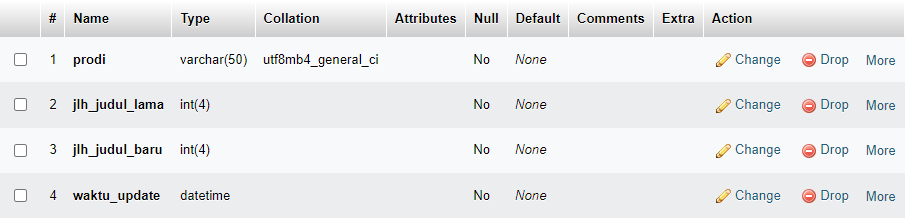 # Name Type Collation Attributes Null Default Comments Extra Action
1 prodi varchar(50) utf8mb4_general_ci No None Change Drop More
2 jlh_judul_lama int(4) No None Change Drop More
3 jlh_judul_baru int(4) No None Change Drop More
4 waktu_update datetime No None Change Drop More